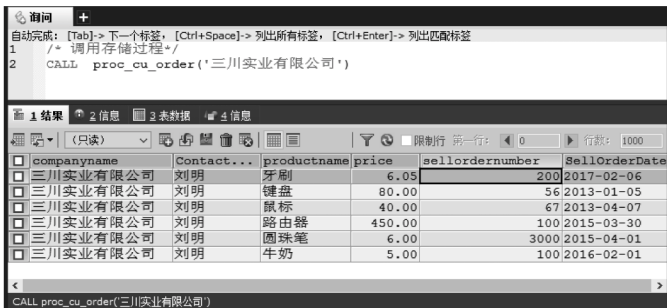 询问
自动完成: [Tab]-> 下一个标签, [Ctrl+Space]-> 列出所有标签, [Ctrl+Enter]-> 列出匹配标签
1 /* 调用存储过程*/
2 CALL proc_cu_order('三川实业有限公司')
1 结果 2 信息 3 表数据 4 信息
(只读) 限制行 第一行: 0 行数: 1000
companyname Contact... productname price sellordernumber SellOrderDate
三川实业有限公司 刘明 牙刷 6.05 200 2017-02-06
三川实业有限公司 刘明 键盘 80.00 56 2013-01-05
三川实业有限公司 刘明 鼠标 40.00 67 2013-04-07
三川实业有限公司 刘明 路由器 450.00 100 2015-03-30
三川实业有限公司 刘明 圆珠笔 6.00 3000 2015-04-01
三川实业有限公司 刘明 牛奶 5.00 100 2016-02-01
CALL proc_cu_order('三川实业有限公司')